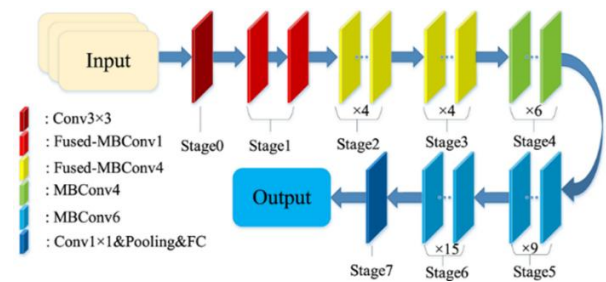 Input
×4
×4
×6
Stage0
Stage1
Stage2
Stage3
Stage4
: Conv3×3
: Fused-MBConv1
: Fused-MBConv4
: MBConv4
: MBConv6
: Conv1×1&Pooling&FC
Output
×15
×9
Stage7
Stage6
Stage5